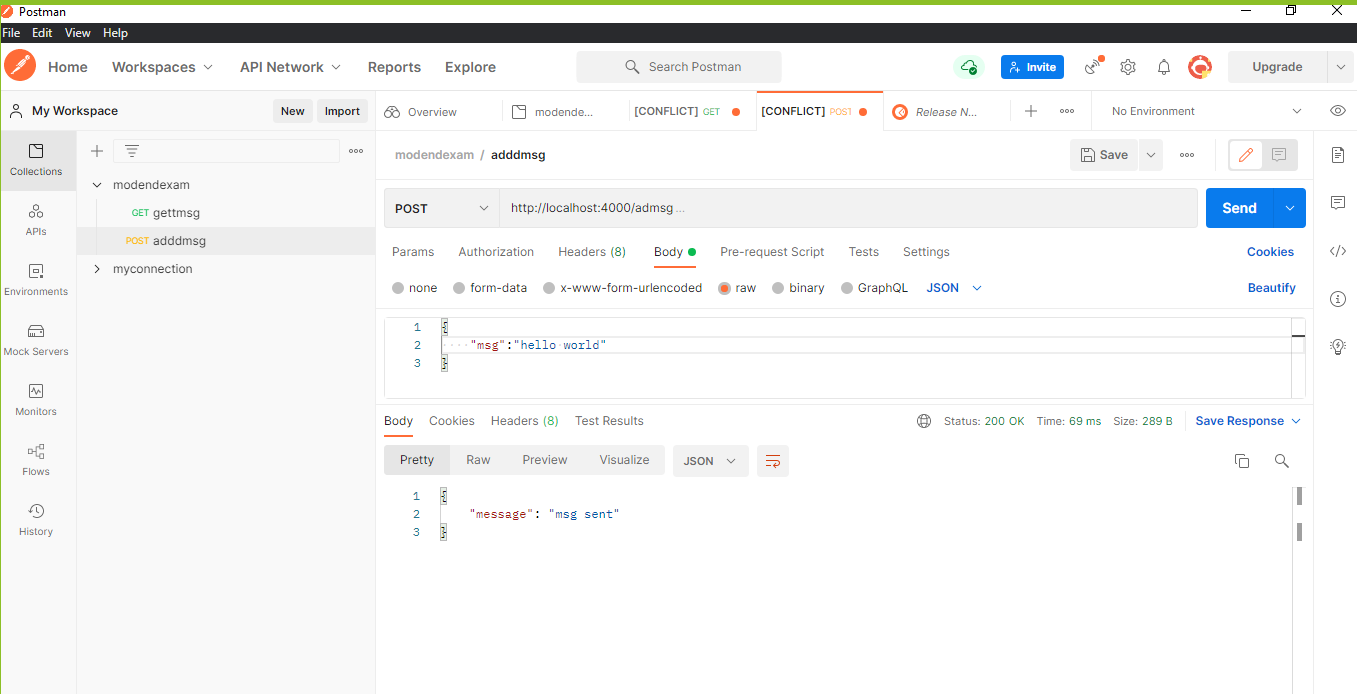 Postman
File Edit View Help
Home Workspaces API Network Reports Explore Search Postman Invite Upgrade
My Workspace New Import Overview modende... [CONFLICT] GET [CONFLICT] POST Release N... No Environment
Collections
APIs
Environments
Mock Servers
Monitors
Flows
History
modendexam
GET gettmsg
POST adddmsg
myconnection
modendexam / adddmsg Save
POST http://localhost:4000/admsg... Send
Params Authorization Headers (8) Body Pre-request Script Tests Settings Cookies
none form-data x-www-form-urlencoded raw binary GraphQL JSON Beautify
1 {
2 "msg":"hello world"
3 }
Body Cookies Headers (8) Test Results Status: 200 OK Time: 69 ms Size: 289 B Save Response
Pretty Raw Preview Visualize JSON
1 {
2 "message": "msg sent"
3 }